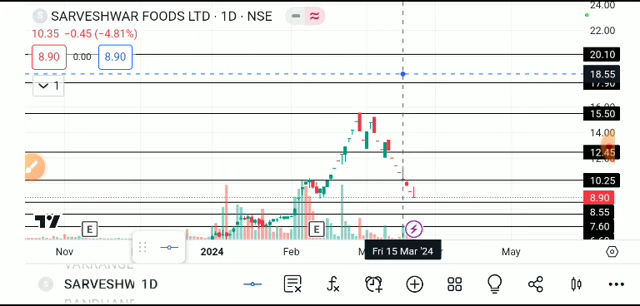 SARVESHWAR FOODS LTD · 1D · NSE
10.35 −0.45 (−4.81%)
8.90 0.00 8.90
1
24.00
22.00
20.10
18.55
17.90
15.50
14.00
12.45
10.25
8.90
8.55
7.60
E E
Nov 2024 Feb Fri 15 Mar '24 May
SARVESHW 1D